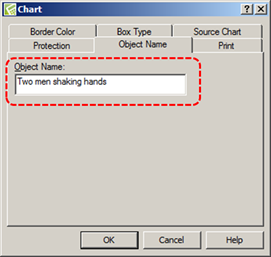 Chart
Border Color Box Type Source Chart
Protection Object Name Print
Object Name:
Two men shaking hands
OK Cancel Help